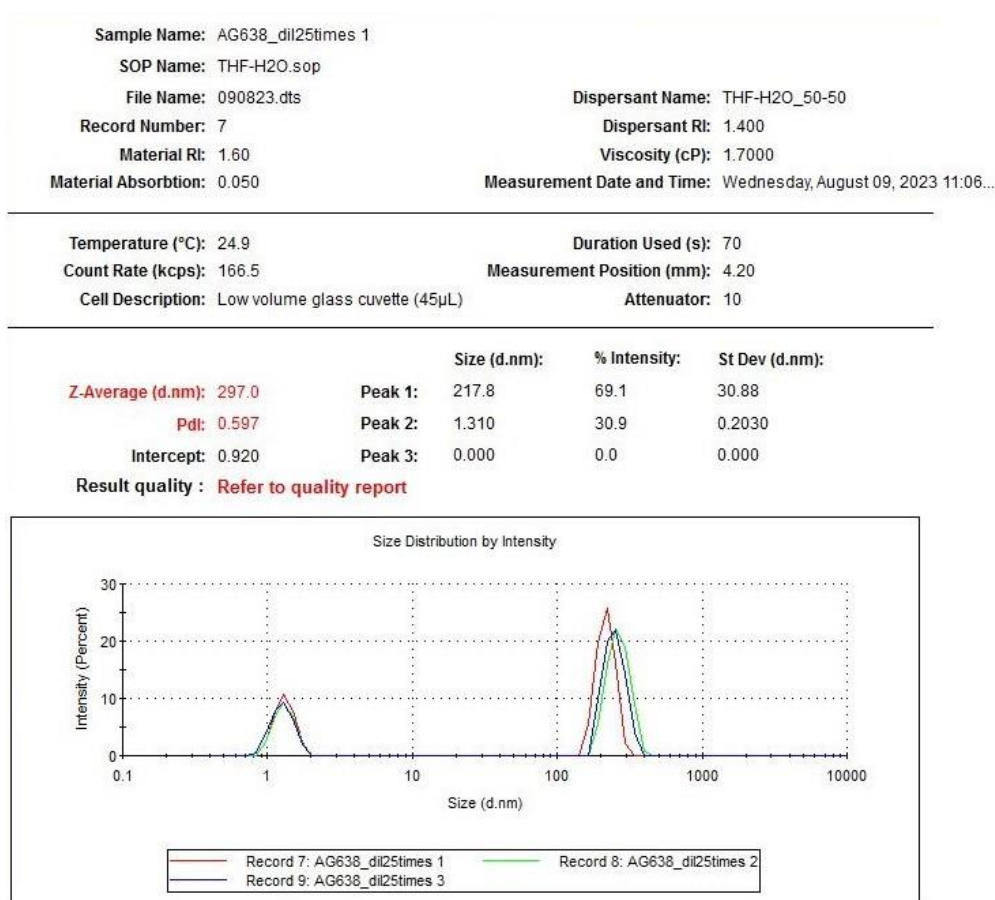 Sample Name: AG638_dil25times 1
SOP Name: THF-H2O.sop
File Name: 090823.dts Dispersant Name: THF-H2O_50-50
Record Number: 7 Dispersant RI: 1.400
Material RI: 1.60 Viscosity (cP): 1.7000
Material Absorbtion: 0.050 Measurement Date and Time: Wednesday, August 09, 2023 11:06...
Temperature (°C): 24.9 Duration Used (s): 70
Count Rate (kcps): 166.5 Measurement Position (mm): 4.20
Cell Description: Low volume glass cuvette (45µL) Attenuator: 10
Size (d.nm): % Intensity: St Dev (d.nm):
Z-Average (d.nm): 297.0 Peak 1: 217.8 69.1 30.88
PdI: 0.597 Peak 2: 1.310 30.9 0.2030
Intercept: 0.920 Peak 3: 0.000 0.0 0.000
Result quality : Refer to quality report
Size Distribution by Intensity
Intensity (Percent)
30
20
10
0
0.1 1 10 100 1000 10000
Size (d.nm)
Record 7: AG638_dil25times 1 Record 8: AG638_dil25times 2
Record 9: AG638_dil25times 3